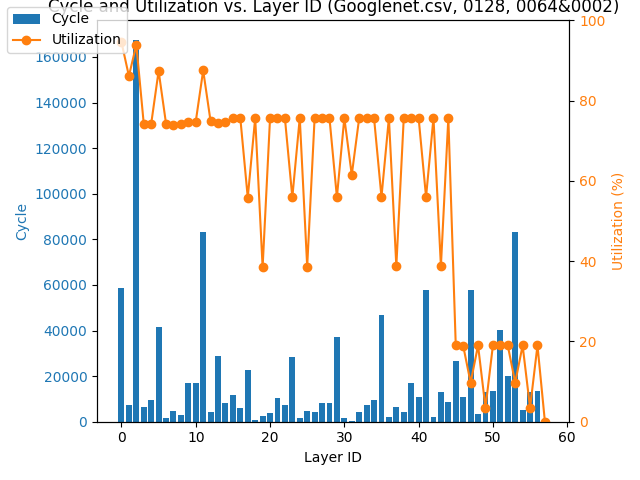 Cycle and Utilization vs. Layer ID (Googlenet.csv, 0128, 0064&0002)
Cycle
Utilization
160000
140000
120000
100000
80000
60000
40000
20000
0
Cycle
100
80
60
40
20
0
Utilization (%)
0 10 20 30 40 50 60
Layer ID